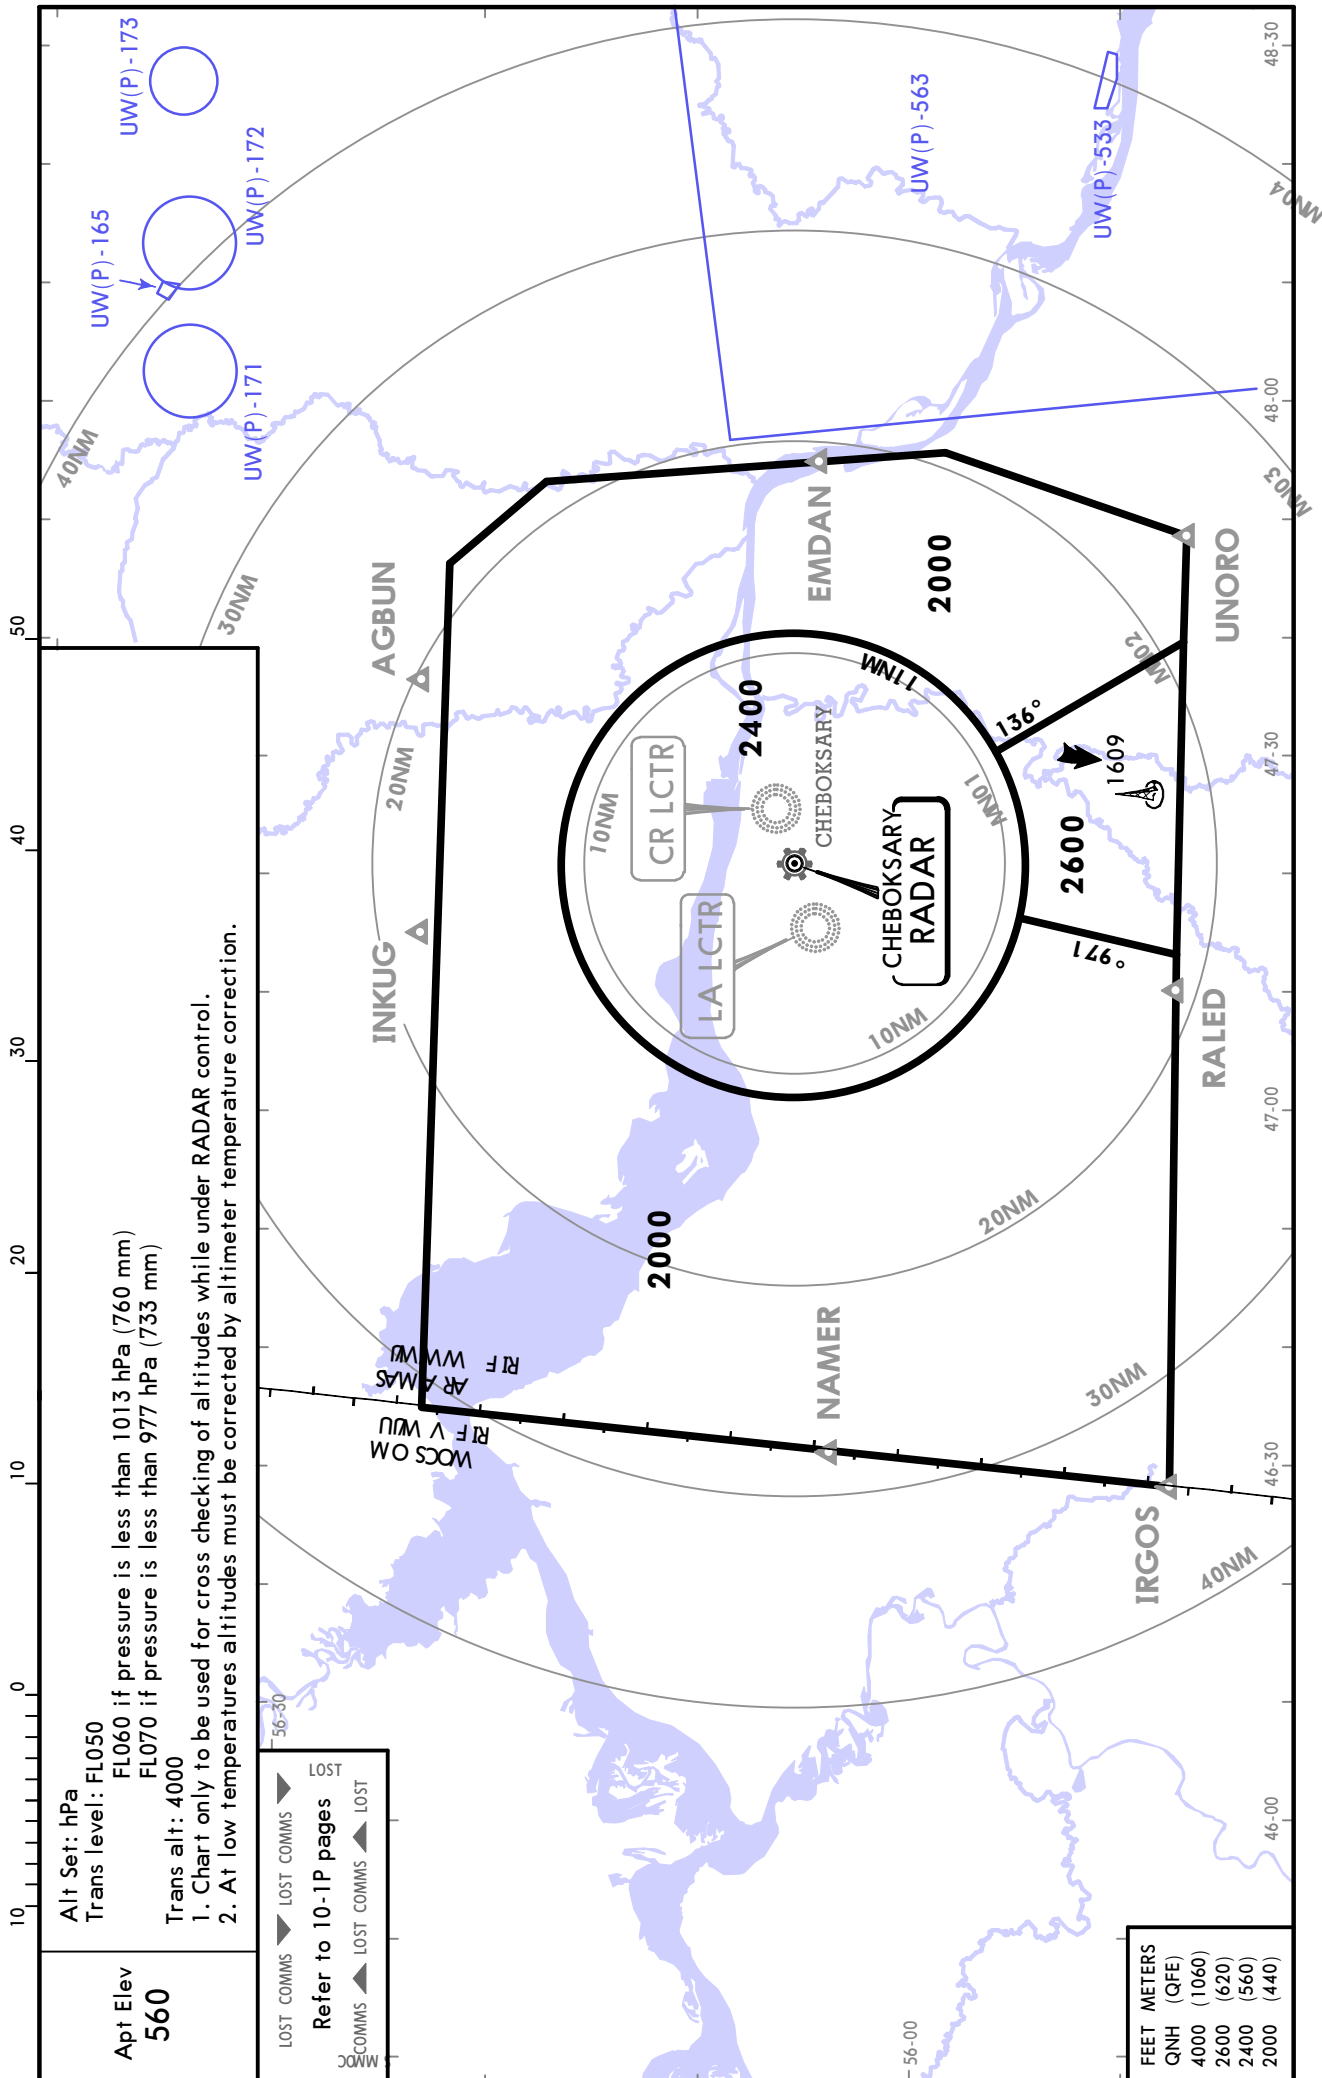 Apt Elev
560
Alt Set: hPa
Trans level: FL050
FL060 if pressure is less than 1013 hPa (760 mm)
FL070 if pressure is less than 977 hPa (733 mm)
Trans alt: 4000
1. Chart only to be used for cross checking of altitudes while under RADAR control.
2. At low temperatures altitudes must be corrected by altimeter temperature correction.
10
0
10
20
30
40
50
LOST COMMS LOST COMMS
LOST
Refer to 10-1P pages
COMMS LOST COMMS LOST
56-30
56-00
FEET METERS
QNH (QFE)
4000 (1060)
2600 (620)
2400 (560)
2000 (440)
46-00
46-30
47-00
47-30
48-00
48-30
UW(P)-173
UW(P)-172
UW(P)-165
UW(P)-171
UW(P)-563
UW(P)-533
40NM
30NM
20NM
10NM
10NM
20NM
30NM
40NM
AGBUN
INKUG
EMDAN
UNORO
RALED
NAMER
IRGOS
2000
2400
2000
2600
11NM
136°
176°
1609
CR LCTR
LA LCTR
CHEBOKSARY
CHEBOKSARY
RADAR